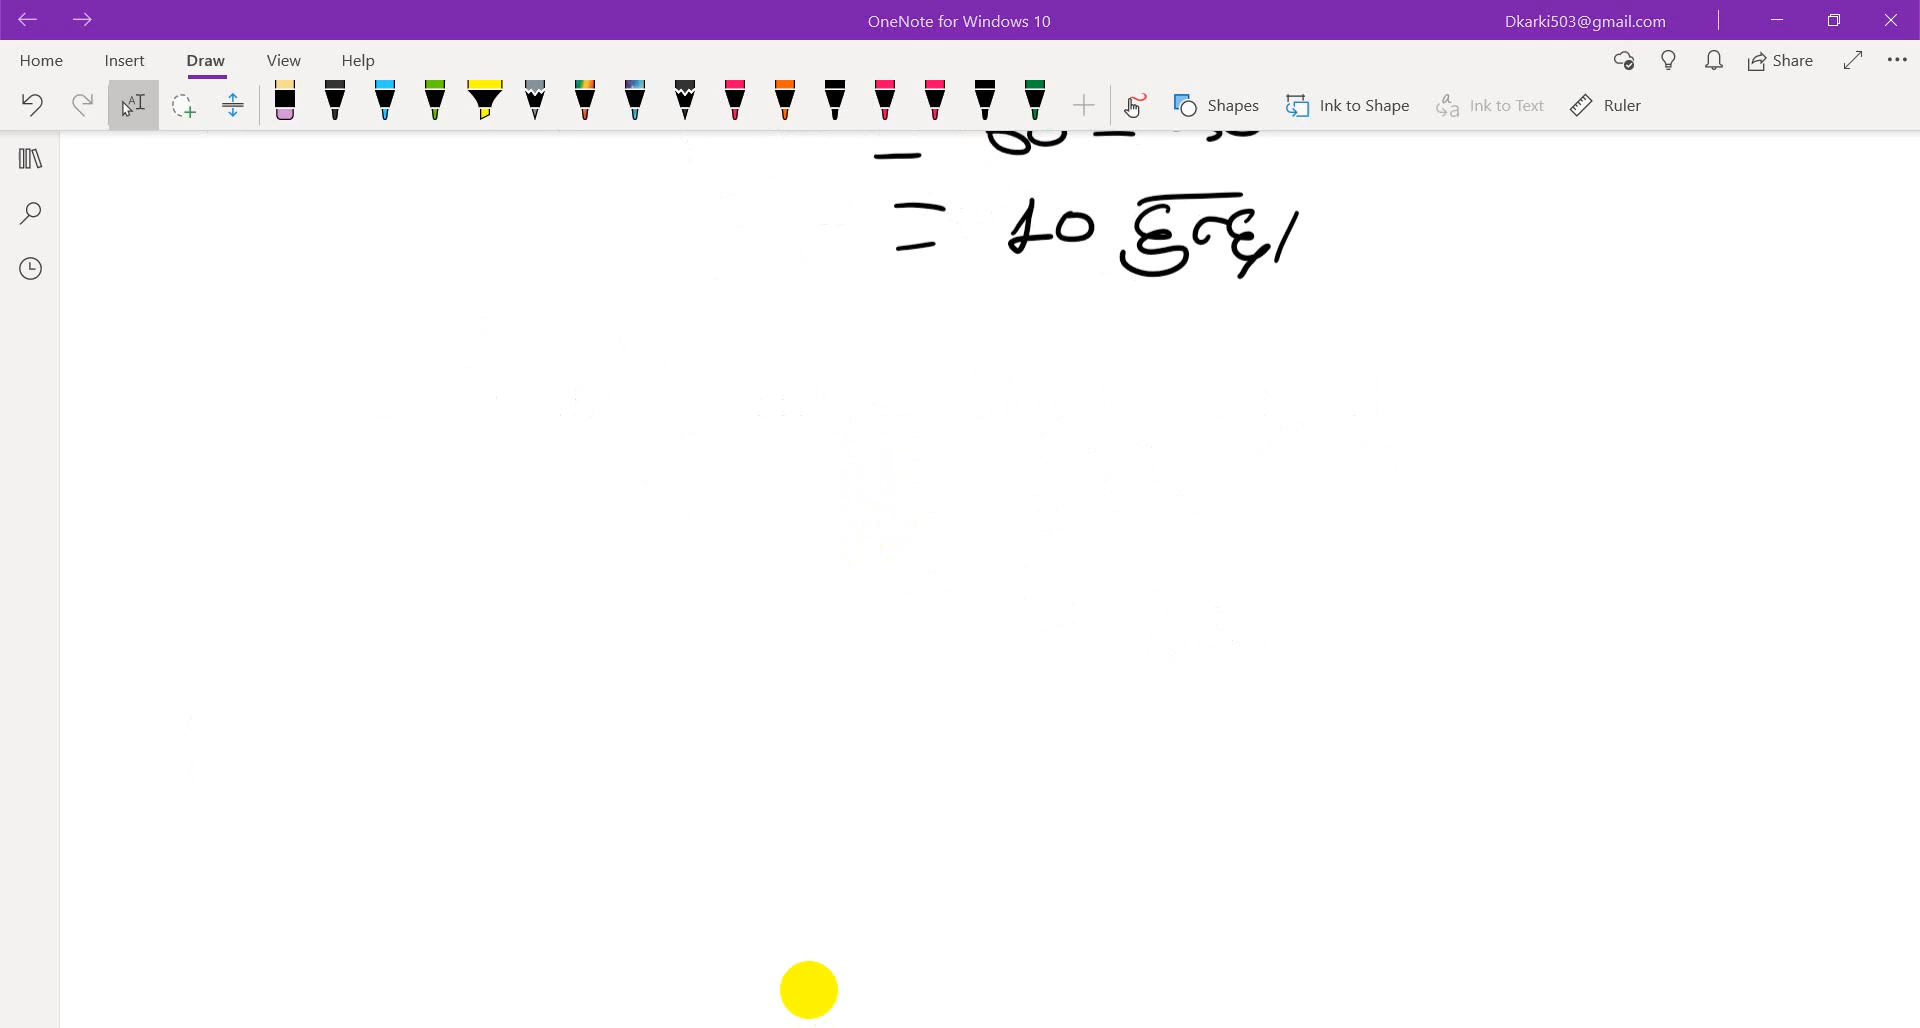 OneNote for Windows 10
Dkarki503@gmail.com
Home Insert Draw View Help
Share
Shapes Ink to Shape Ink to Text Ruler
=
= 10